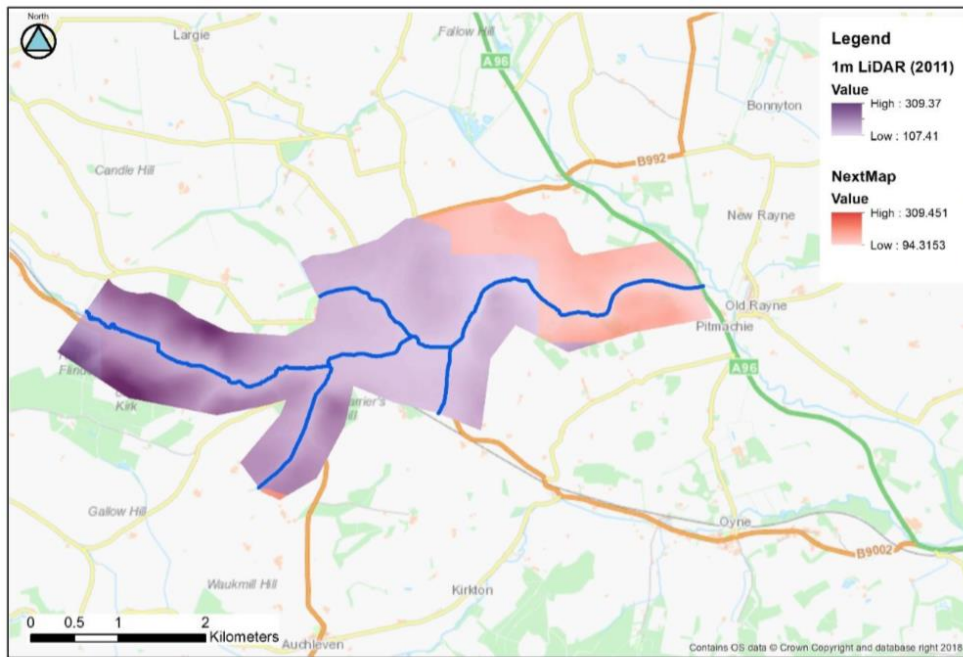 North
Largie
Fallow Hill
A 96
Bonnyton
Candle Hill
B992
New Rayne
Old Rayne
Pitmachie
A96
Kirk
Gallow Hill
Oyne
B9002
Waukmill Hill
Kirkton
Auchleven
0 0.5 1 2
Kilometers
Legend
1m LiDAR (2011)
Value
High : 309.37
Low : 107.41
NextMap
Value
High : 309.451
Low : 94.3153
Contains OS data © Crown Copyright and database right 2018